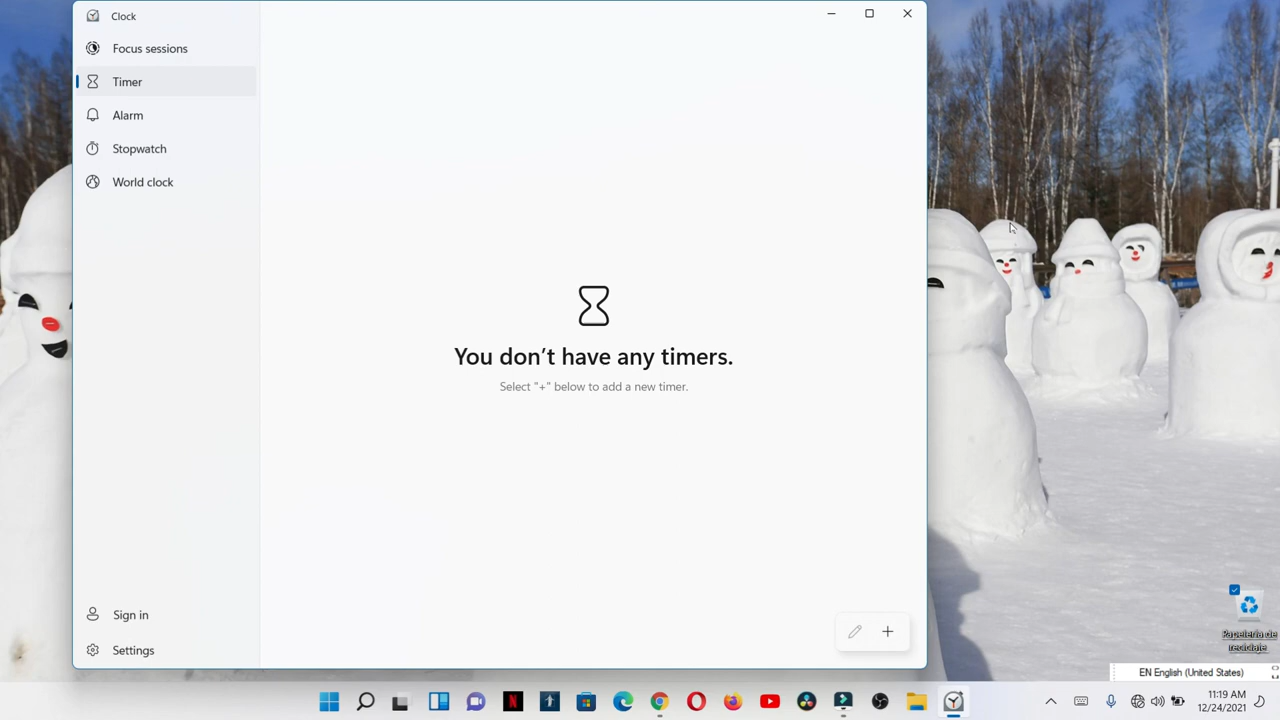 Clock
Focus sessions
Timer
Alarm
Stopwatch
World clock
You don't have any timers.
Select "+" below to add a new timer.
Sign in
Settings
Papelería de
reciclaje
EN English (United States)
11:19 AM
12/24/2021